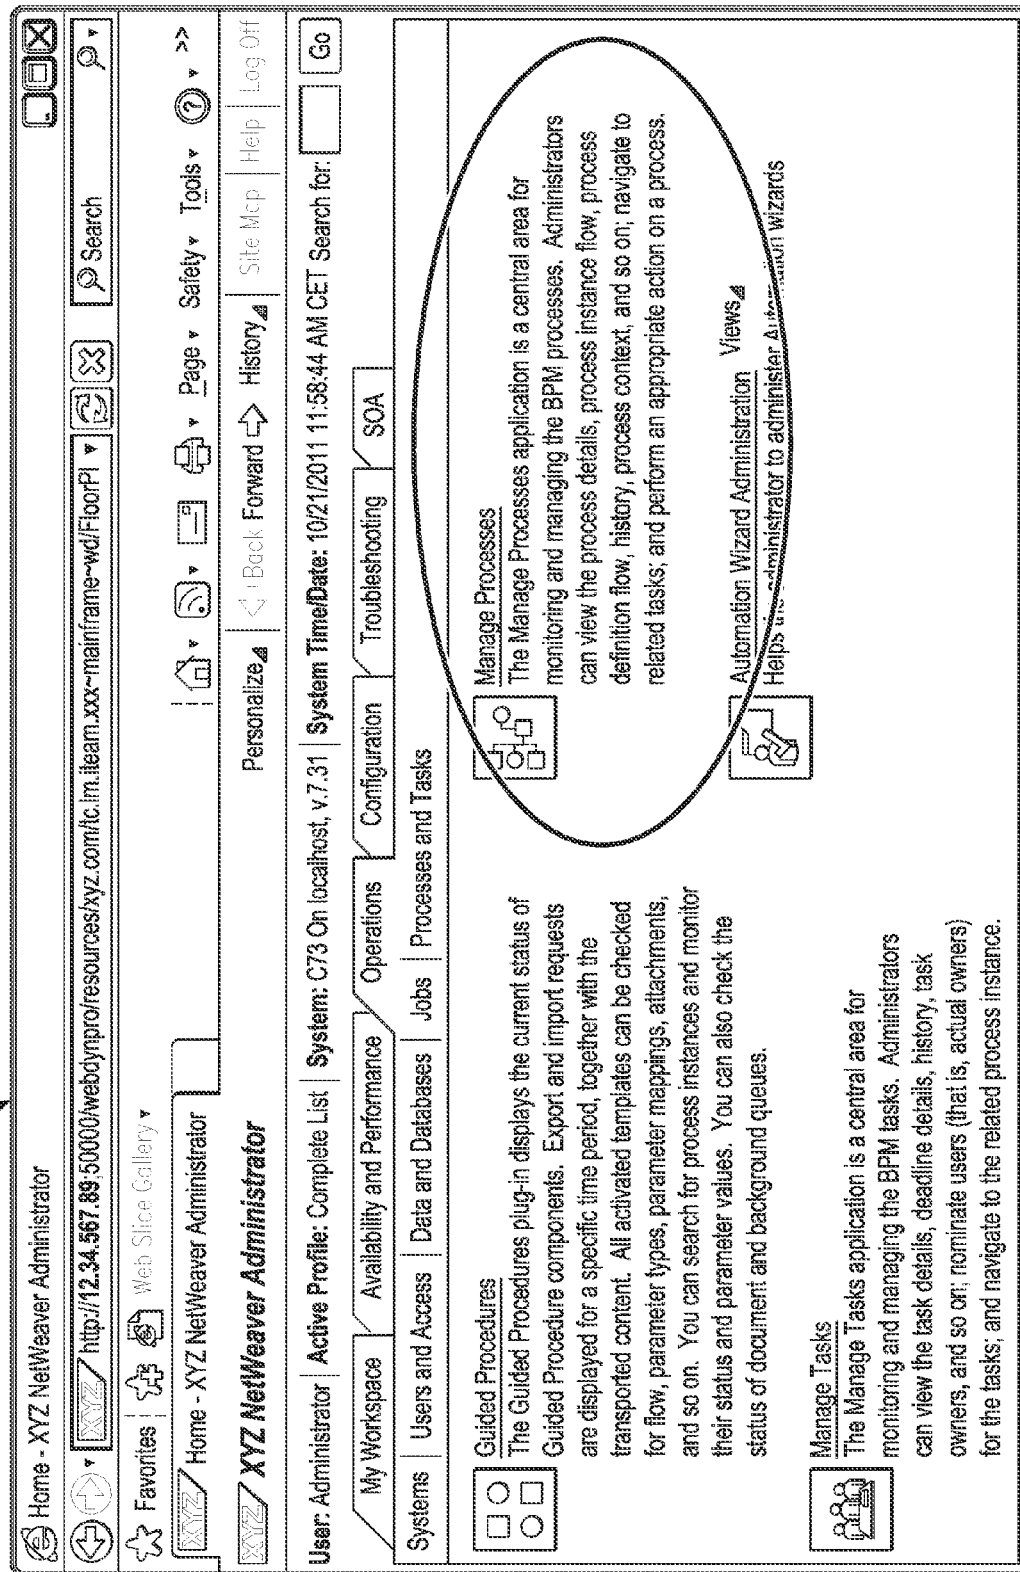 Home - XYZ NetWeaver Administrator
XYZ http://12.34.567.89:50000/webdynpro/resources/xyz.com/tc.lm.iteam.xxx~mainframe~wd/FloorPl Search
Favorites Web Slice Gallery
XYZ Home - XYZ NetWeaver Administrator Page Safety Tools ? >>
XYZ XYZ NetWeaver Administrator Personalize Back Forward History Site Mcp Help Log Off
User: Administrator Active Profile: Complete List System: C73 On localhost, v.7.31 System Time/Date: 10/21/2011 11:58:44 AM CET Search for: Go
My Workspace Availability and Performance Operations Configuration Troubleshooting SOA
Systems Users and Access Data and Databases Jobs Processes and Tasks
Guided Procedures
The Guided Procedures plug-in displays the current status of
Guided Procedure components. Export and import requests
are displayed for a specific time period, together with the
transported content. All activated templates can be checked
for flow, parameter types, parameter mappings, attachments,
and so on. You can search for process instances and monitor
their status and parameter values. You can also check the
status of document and background queues.
Manage Processes
The Manage Processes application is a central area for
monitoring and managing the BPM processes. Administrators
can view the process details, process instance flow, process
definition flow, history, process context, and so on; navigate to
related tasks; and perform an appropriate action on a process.
Manage Tasks
The Manage Tasks application is a central area for
monitoring and managing the BPM tasks. Administrators
can view the task details, deadline details, history, task
owners, and so on; nominate users (that is, actual owners)
for the tasks; and navigate to the related process instance.
Automation Wizard Administration Views
Helps the administrator to administer Automation wizards